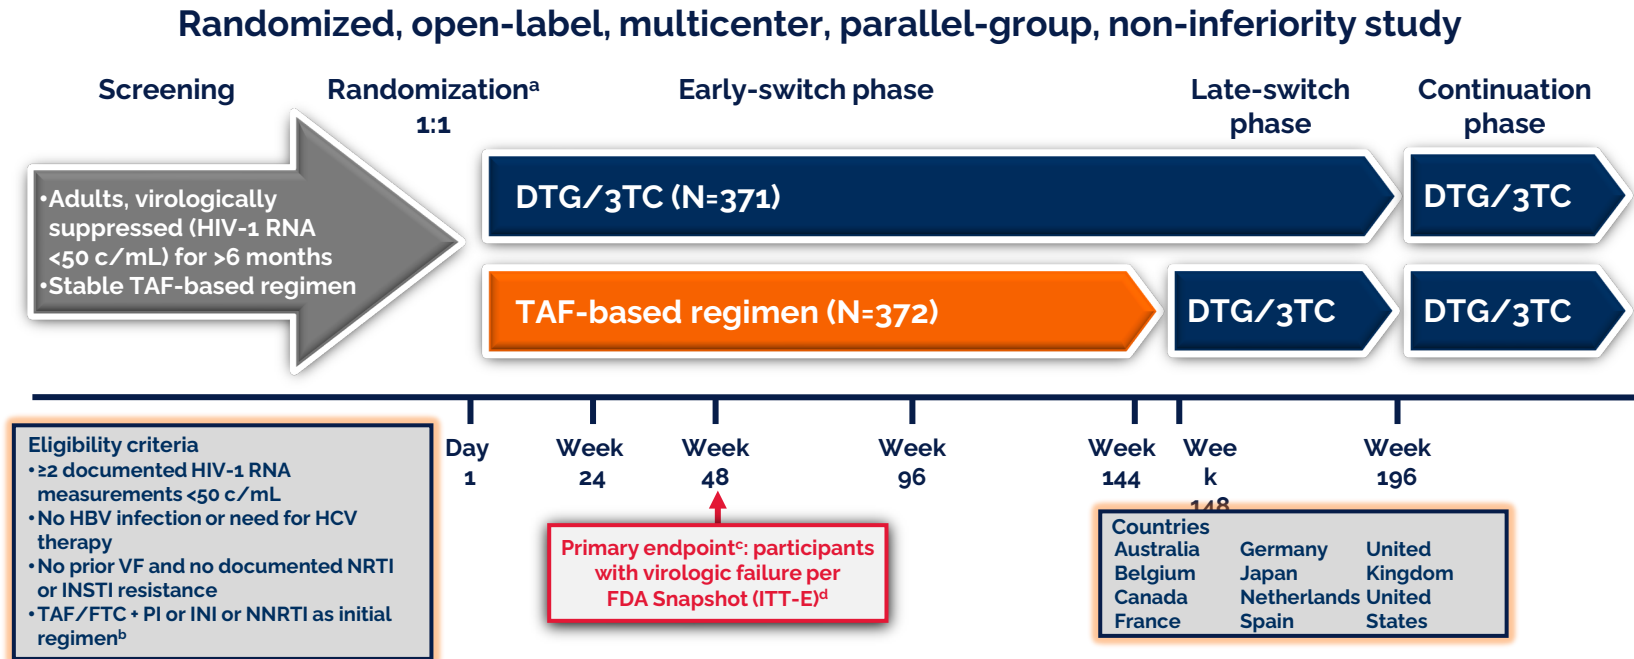 Randomized, open-label, multicenter, parallel-group, non-inferiority study
Screening
Randomizationᵃ
1:1
Early-switch phase
Late-switch
phase
Continuation
phase
•Adults, virologically
suppressed (HIV-1 RNA
<50 c/mL) for >6 months
•Stable TAF-based regimen
DTG/3TC (N=371)
DTG/3TC
TAF-based regimen (N=372)
DTG/3TC
DTG/3TC
Day
1
Week
24
Week
48
Week
96
Week
144
Wee
k
148
Week
196
Eligibility criteria
•≥2 documented HIV-1 RNA
measurements <50 c/mL
•No HBV infection or need for HCV
therapy
•No prior VF and no documented NRTI
or INSTI resistance
•TAF/FTC + PI or INI or NNRTI as initial
regimenᵇ
Primary endpointᶜ: participants
with virologic failure per
FDA Snapshot (ITT-E)ᵈ
Countries
Australia Germany United
Belgium Japan Kingdom
Canada Netherlands United
France Spain States